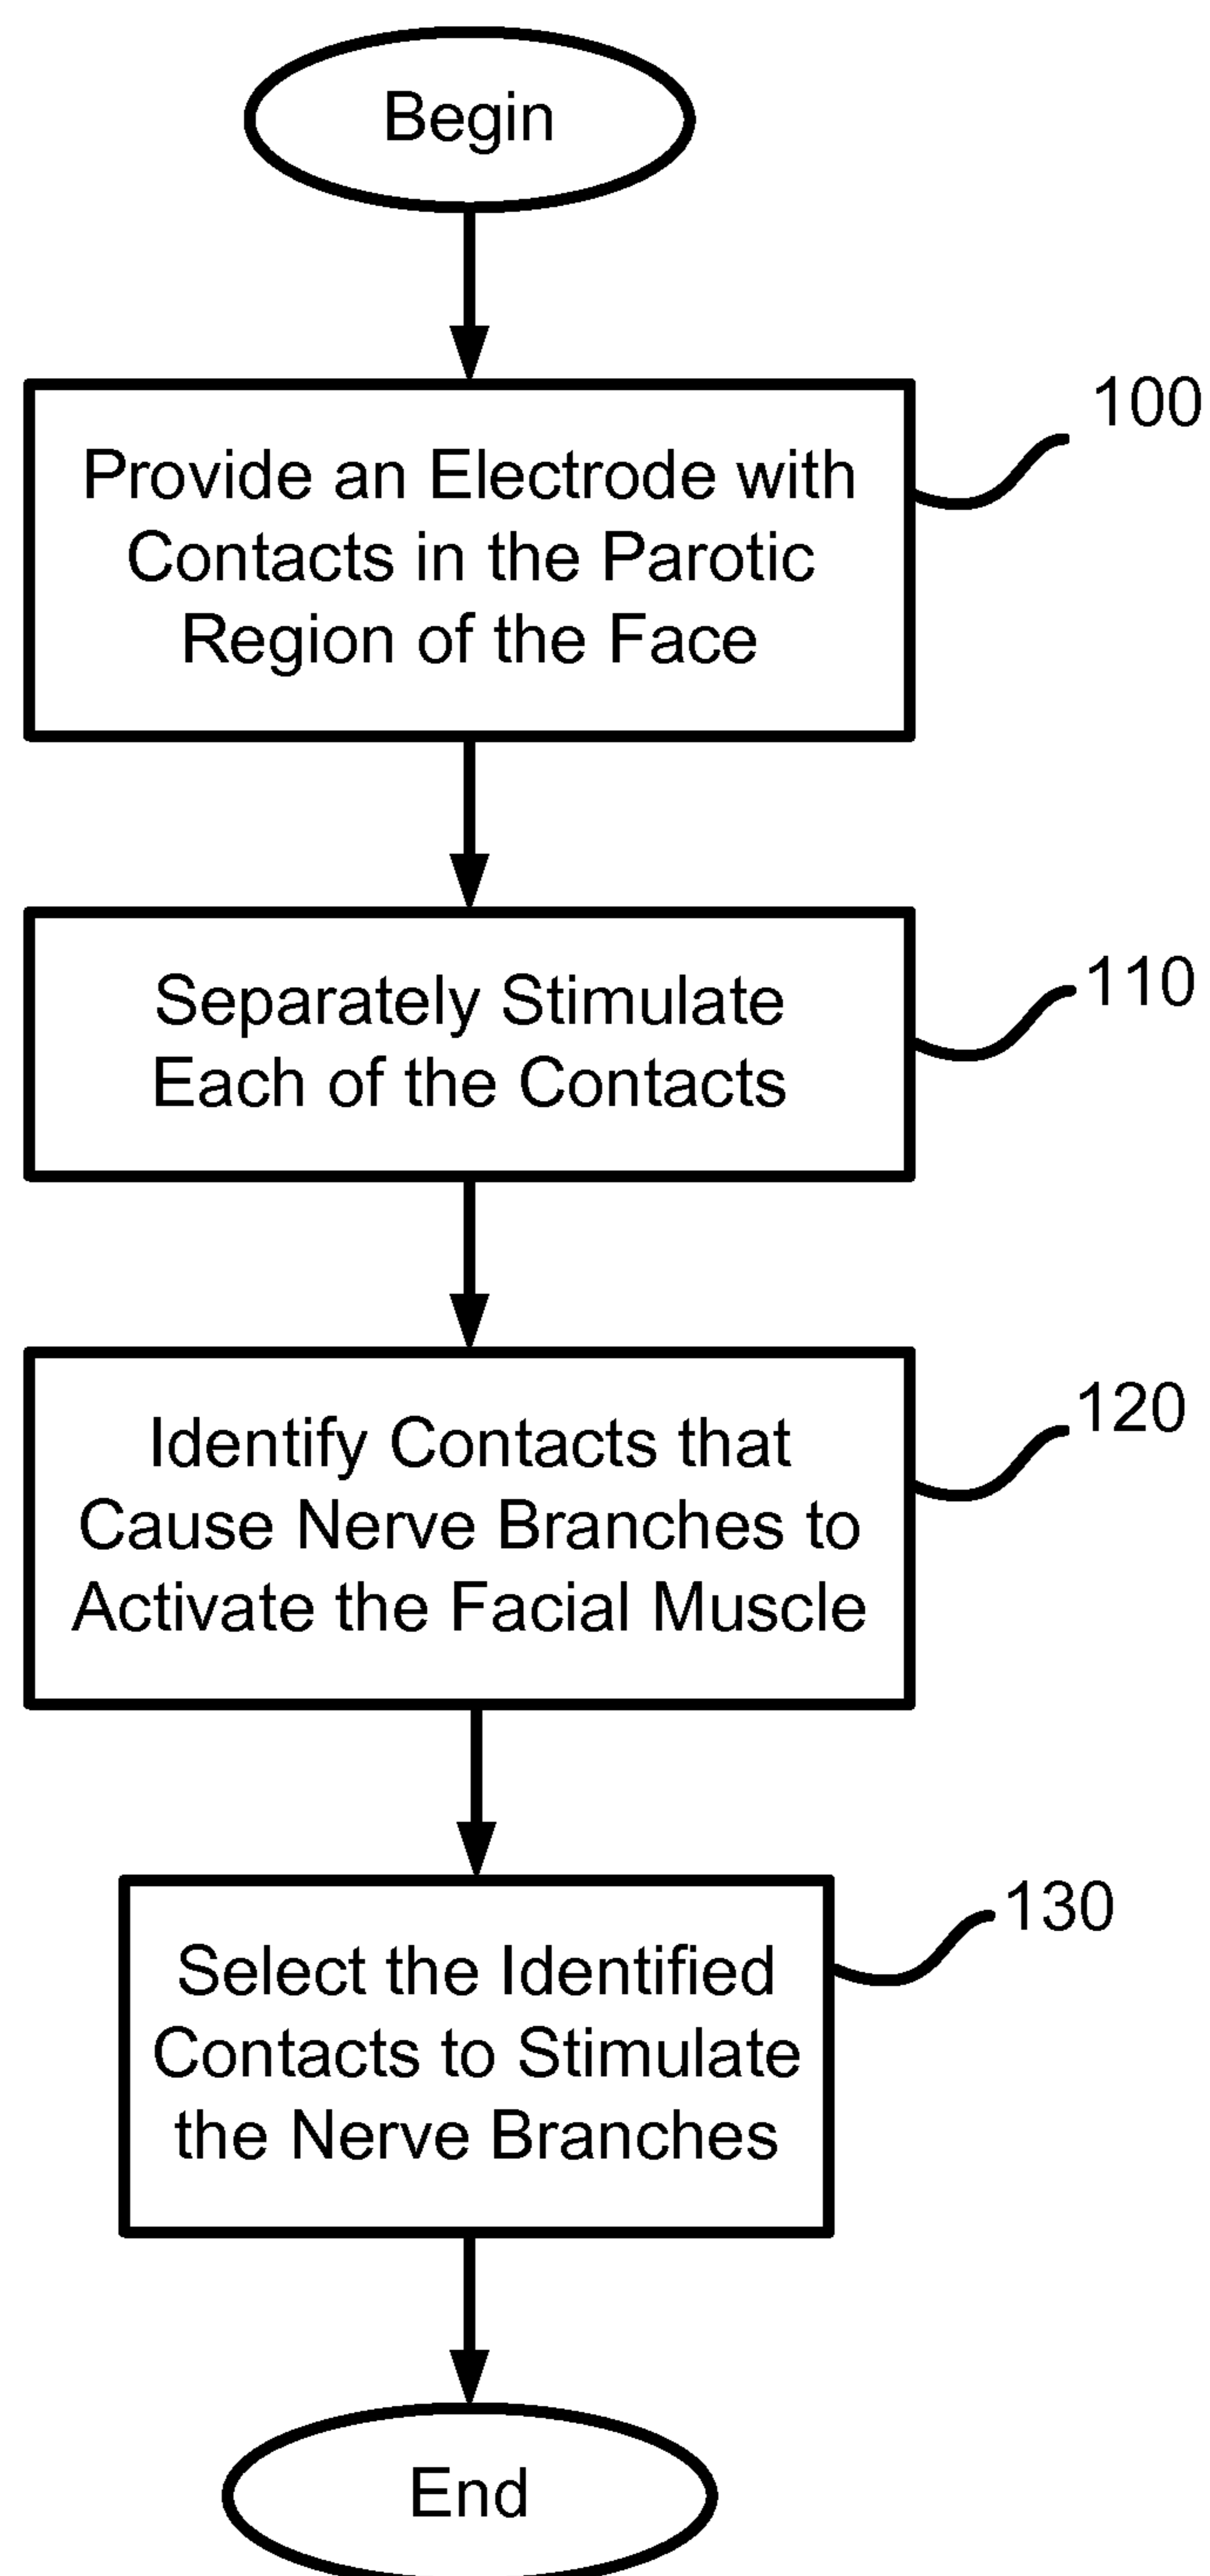 Begin
100
Provide an Electrode with
Contacts in the Parotic
Region of the Face
110
Separately Stimulate
Each of the Contacts
120
Identify Contacts that
Cause Nerve Branches to
Activate the Facial Muscle
130
Select the Identified
Contacts to Stimulate
the Nerve Branches
End